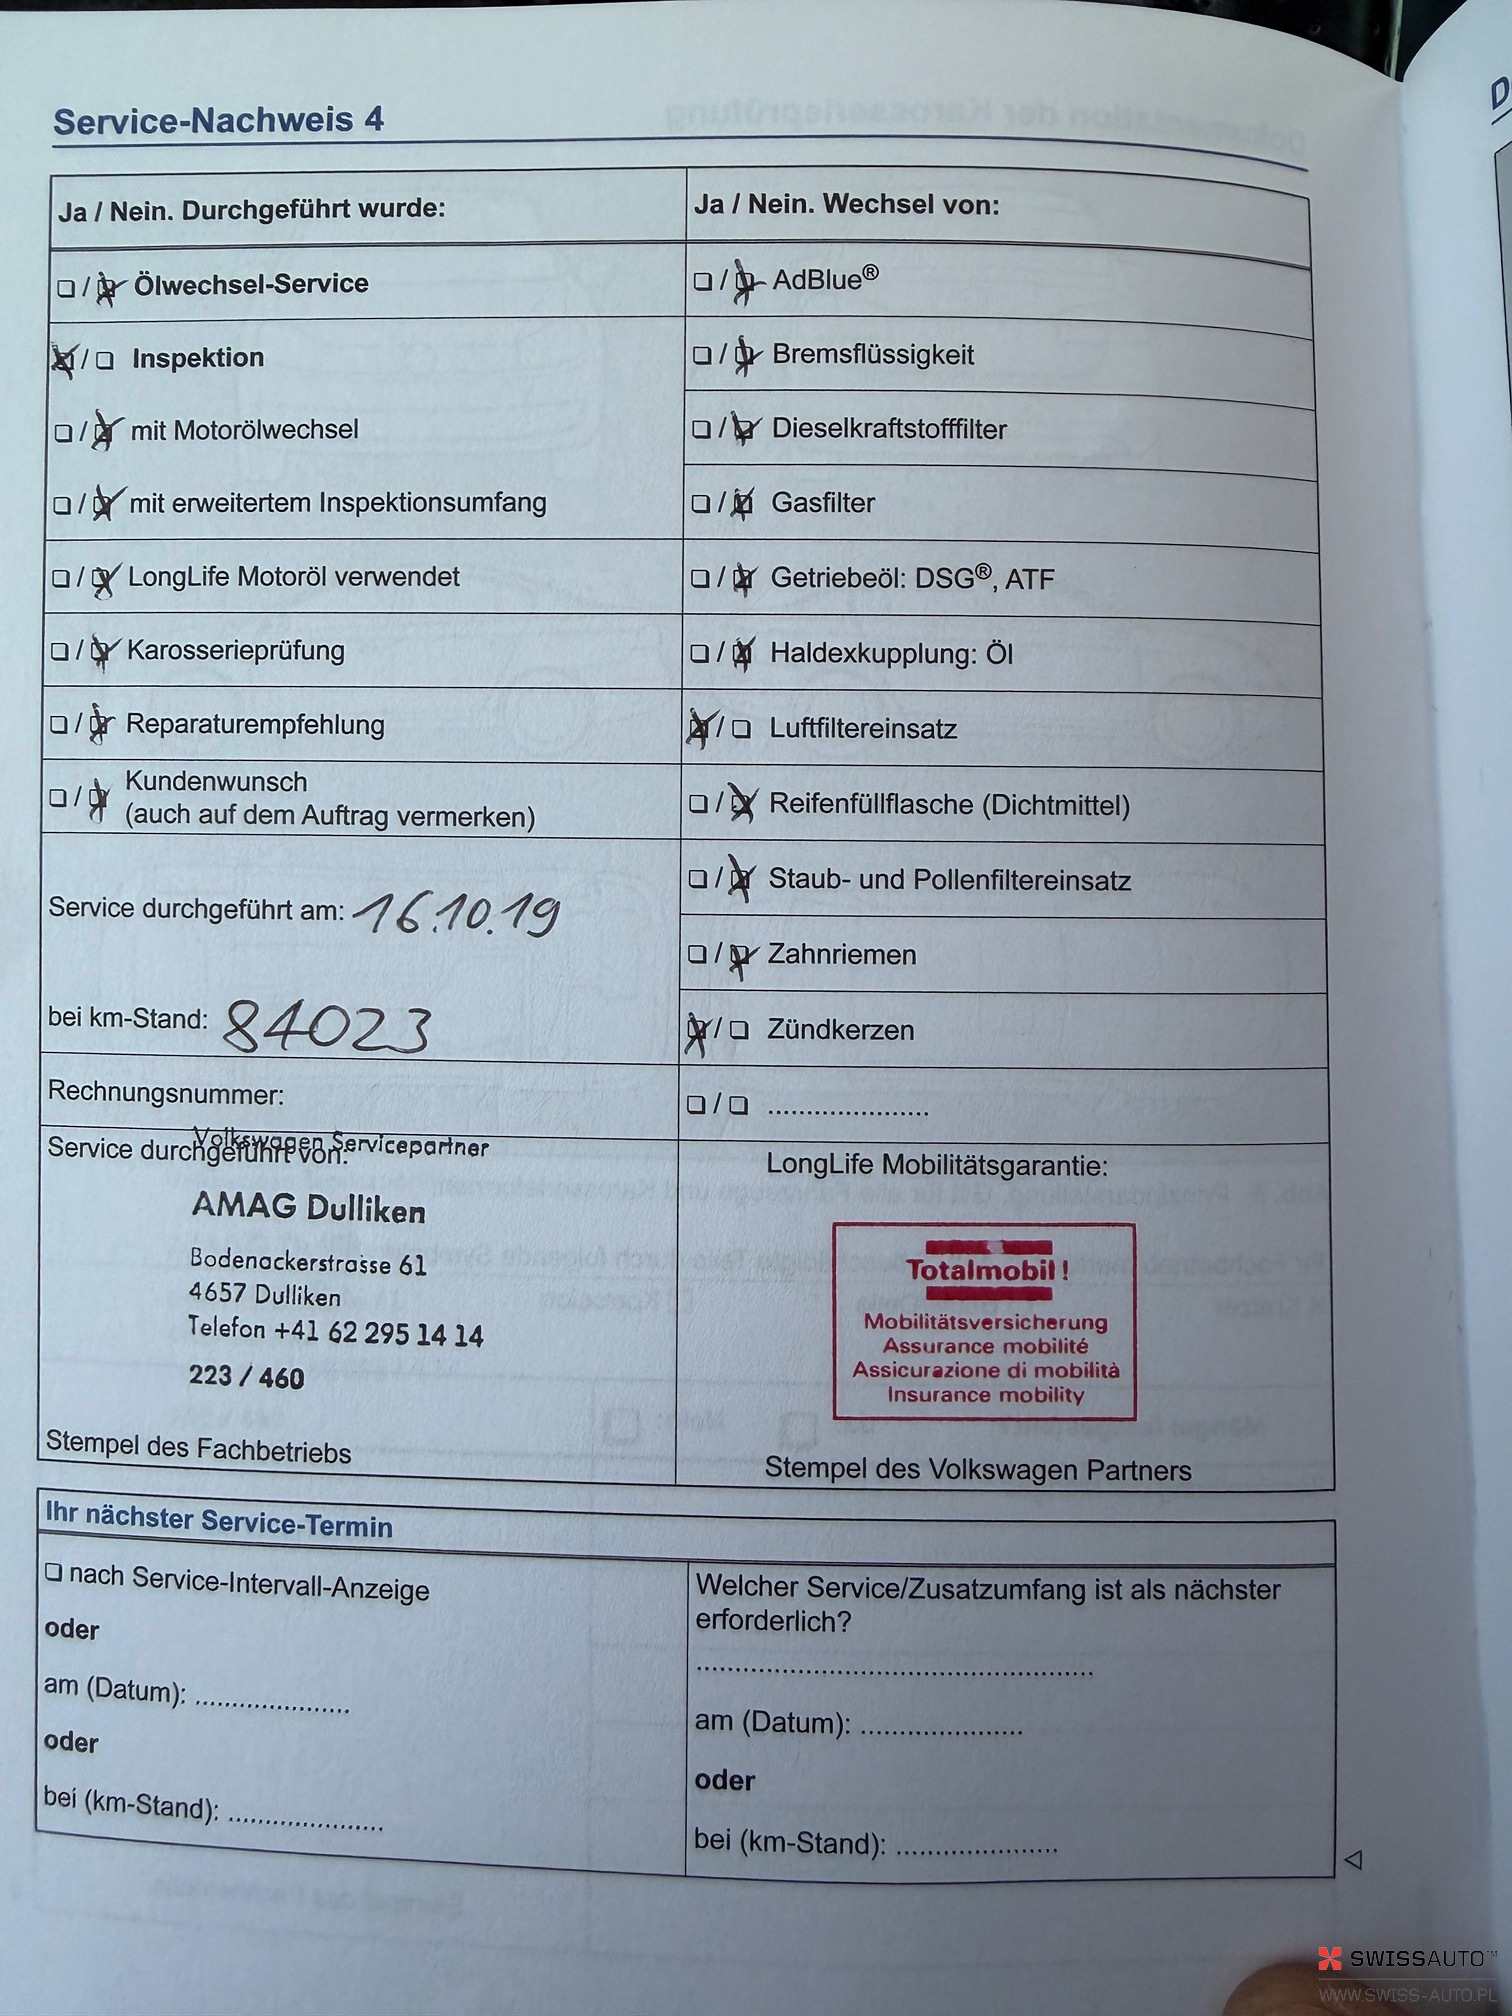 Service-Nachweis 4
Ja / Nein. Durchgeführt wurde:
☐ / ☒ Ölwechsel-Service
☒ / ☐ Inspektion
☐ / ☒ mit Motorölwechsel
☐ / ☒ mit erweitertem Inspektionsumfang
☐ / ☒ LongLife Motoröl verwendet
☐ / ☒ Karosserieprüfung
☐ / ☒ Reparaturempfehlung
☐ / ☒ Kundenwunsch
(auch auf dem Auftrag vermerken)
Service durchgeführt am: 16.10.19
bei km-Stand: 84023
Rechnungsnummer:
Service durchgeführt von:
Volkswagen Servicepartner
AMAG Dulliken
Bodenackerstrasse 61
4657 Dulliken
Telefon +41 62 295 14 14
223 / 460
Stempel des Fachbetriebs
Ja / Nein. Wechsel von:
☐ / ☒ AdBlue®
☐ / ☒ Bremsflüssigkeit
☐ / ☒ Dieselkraftstofffilter
☐ / ☒ Gasfilter
☐ / ☒ Getriebeöl: DSG®, ATF
☐ / ☒ Haldexkupplung: Öl
☒ / ☐ Luftfiltereinsatz
☐ / ☒ Reifenfüllflasche (Dichtmittel)
☐ / ☒ Staub- und Pollenfiltereinsatz
☐ / ☒ Zahnriemen
☒ / ☐ Zündkerzen
☐ / ☐ ......................
LongLife Mobilitätsgarantie:
Totalmobil!
Mobilitätsversicherung
Assurance mobilité
Assicurazione di mobilità
Insurance mobility
Stempel des Volkswagen Partners
Ihr nächster Service-Termin
☐ nach Service-Intervall-Anzeige
oder
am (Datum): ......................
oder
bei (km-Stand): ......................
Welcher Service/Zusatzumfang ist als nächster
erforderlich?
......................................................
am (Datum): ......................
oder
bei (km-Stand): ......................
SWISSAUTO™
WWW.SWISS-AUTO.PL